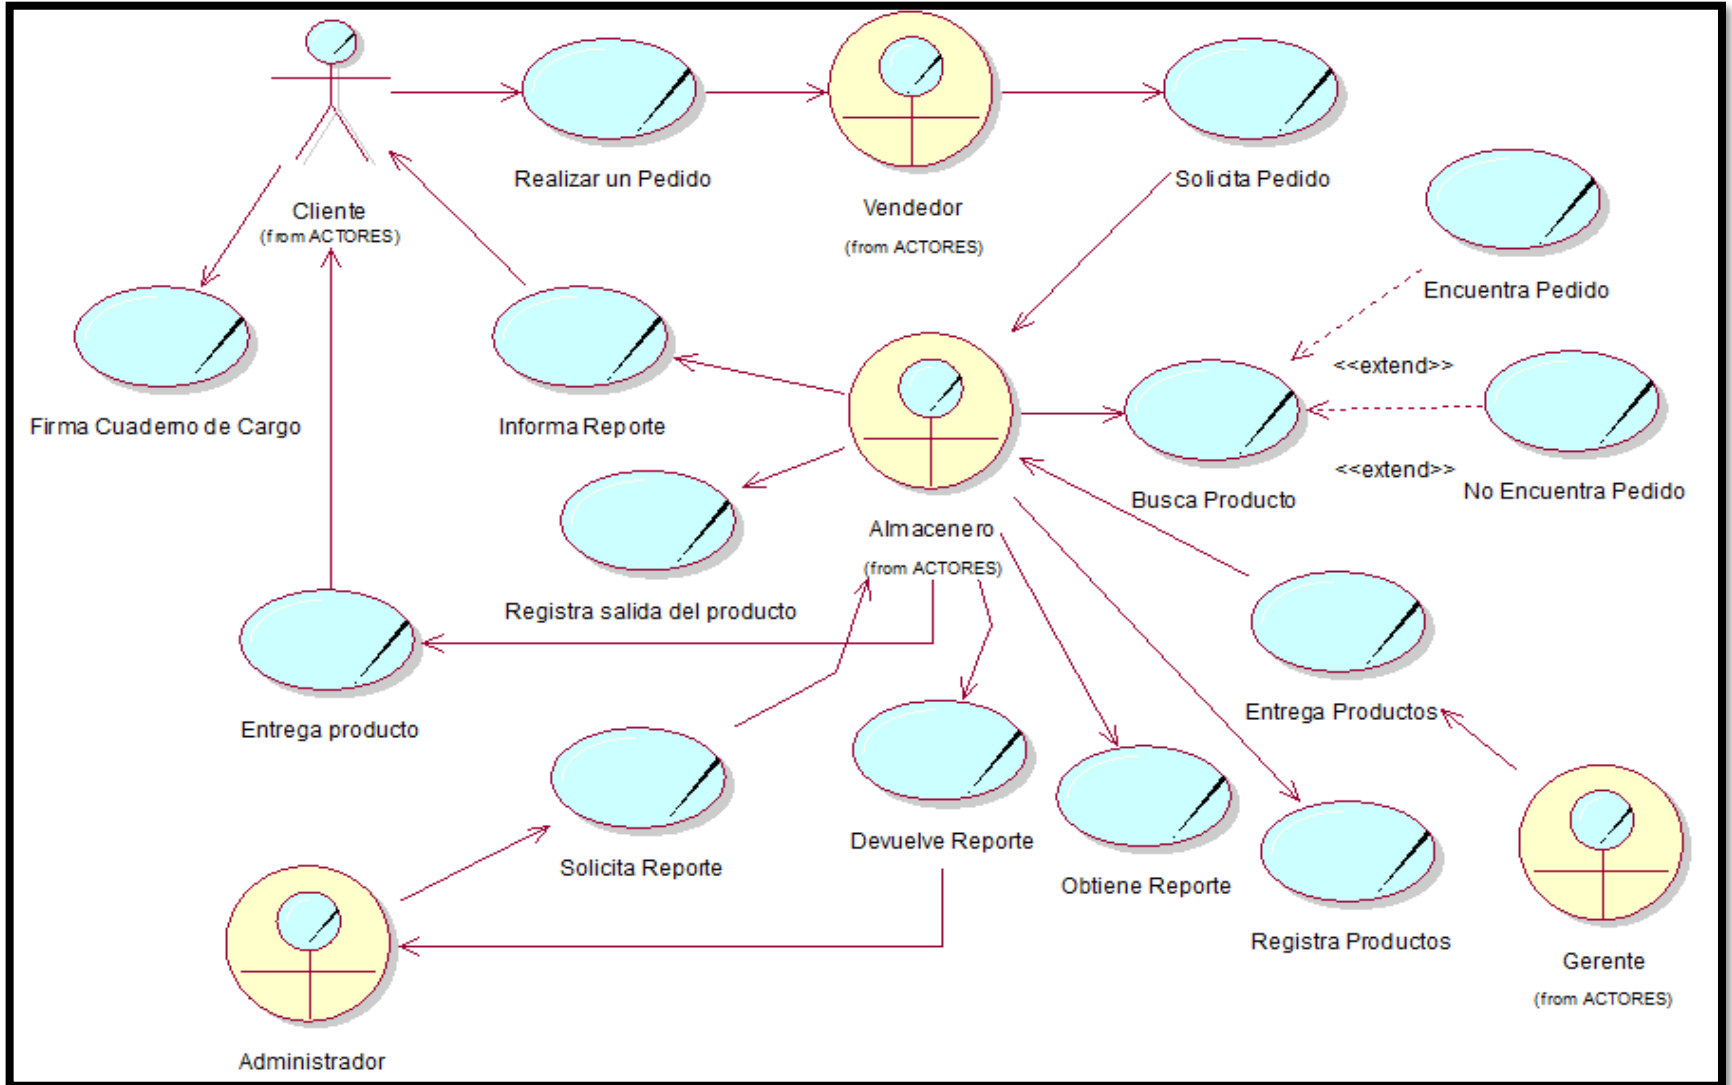 Realizar un Pedido
Solicita Pedido
Cliente
(from ACTORES)
Vendedor
(from ACTORES)
Encuentra Pedido
<<extend>>
Firma Cuaderno de Cargo
Informa Reporte
<<extend>>
No Encuentra Pedido
Busca Producto
Almacenero
(from ACTORES)
Registra salida del producto
Entrega Productos
Entrega producto
Devuelve Reporte
Solicita Reporte
Obtiene Reporte
Registra Productos
Gerente
(from ACTORES)
Administrador